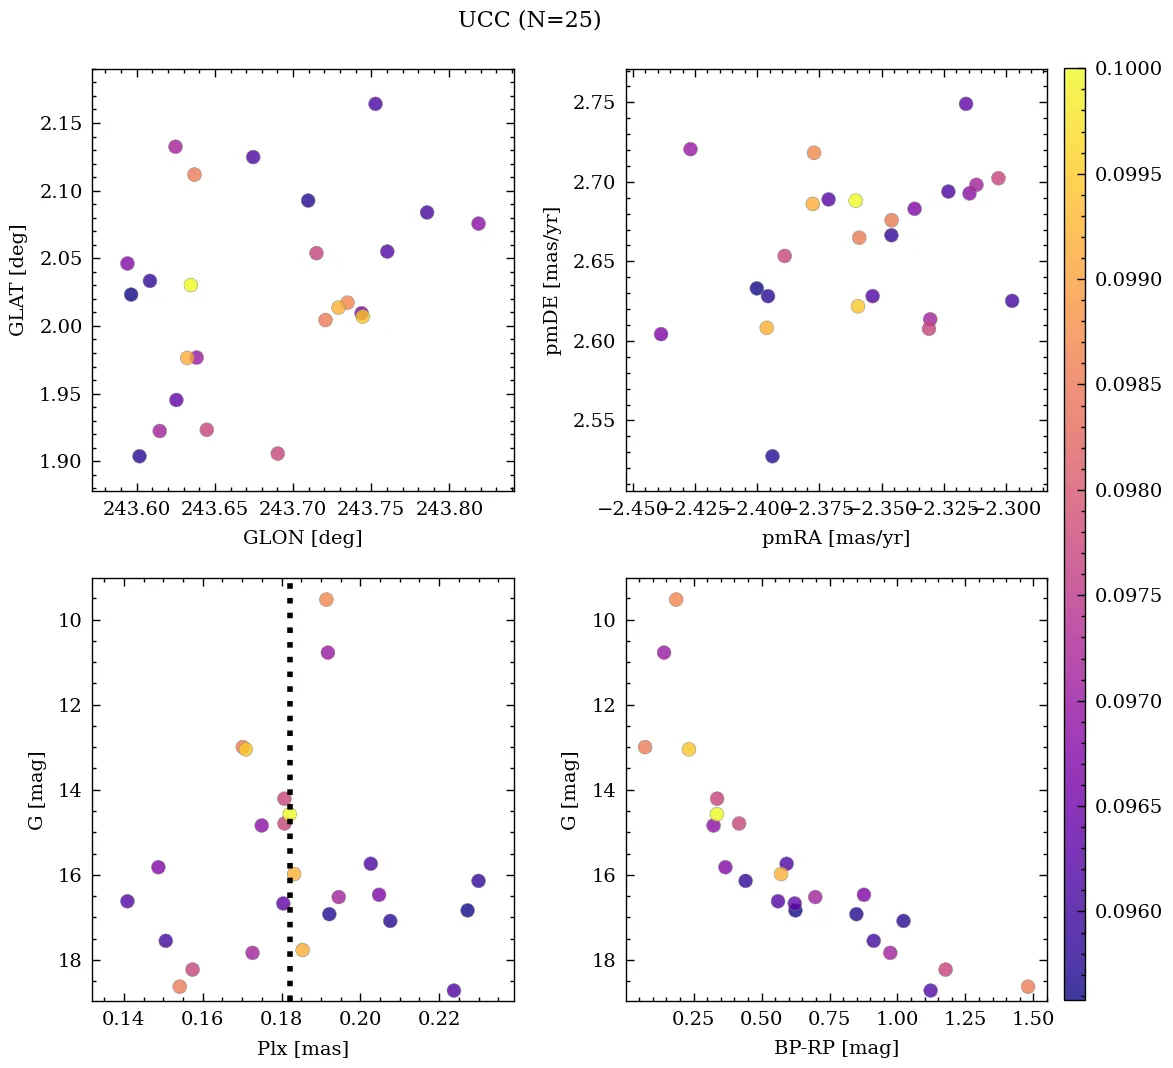 UCC (N=25)
2.15
2.10
2.05
2.00
1.95
1.90
GLAT [deg]
243.60 243.65 243.70 243.75 243.80
GLON [deg]
2.75
2.70
2.65
2.60
2.55
pmDE [mas/yr]
−2.450 −2.425 −2.400 −2.375 −2.350 −2.325 −2.300
pmRA [mas/yr]
10
12
14
16
18
G [mag]
0.14 0.16 0.18 0.20 0.22
Plx [mas]
10
12
14
16
18
G [mag]
0.25 0.50 0.75 1.00 1.25 1.50
BP-RP [mag]
0.1000
0.0995
0.0990
0.0985
0.0980
0.0975
0.0970
0.0965
0.0960